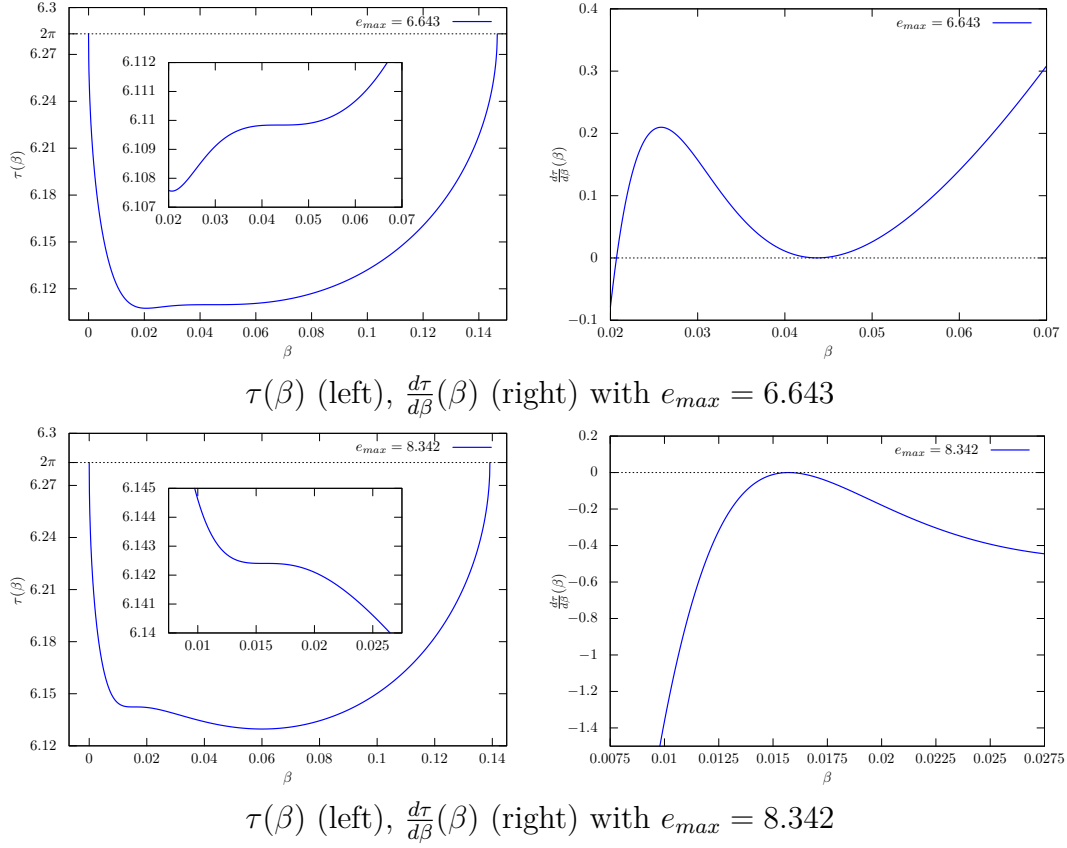 6.3
2π
6.27
6.24
6.21
6.18
6.15
6.12
τ(β)
0 0.02 0.04 0.06 0.08 0.1 0.12 0.14
β
e_max = 6.643
6.112
6.111
6.11
6.109
6.108
6.107
0.02 0.03 0.04 0.05 0.06 0.07
0.4
0.3
0.2
0.1
0
−0.1
dτ/dβ(β)
0.02 0.03 0.04 0.05 0.06 0.07
β
e_max = 6.643
τ(β) (left), dτ/dβ(β) (right) with e_max = 6.643
6.3
2π
6.27
6.24
6.21
6.18
6.15
6.12
τ(β)
0 0.02 0.04 0.06 0.08 0.1 0.12 0.14
β
e_max = 8.342
6.145
6.144
6.143
6.142
6.141
6.14
0.01 0.015 0.02 0.025
0.2
0
−0.2
−0.4
−0.6
−0.8
−1
−1.2
−1.4
dτ/dβ(β)
0.0075 0.01 0.0125 0.015 0.0175 0.02 0.0225 0.025 0.0275
β
e_max = 8.342
τ(β) (left), dτ/dβ(β) (right) with e_max = 8.342